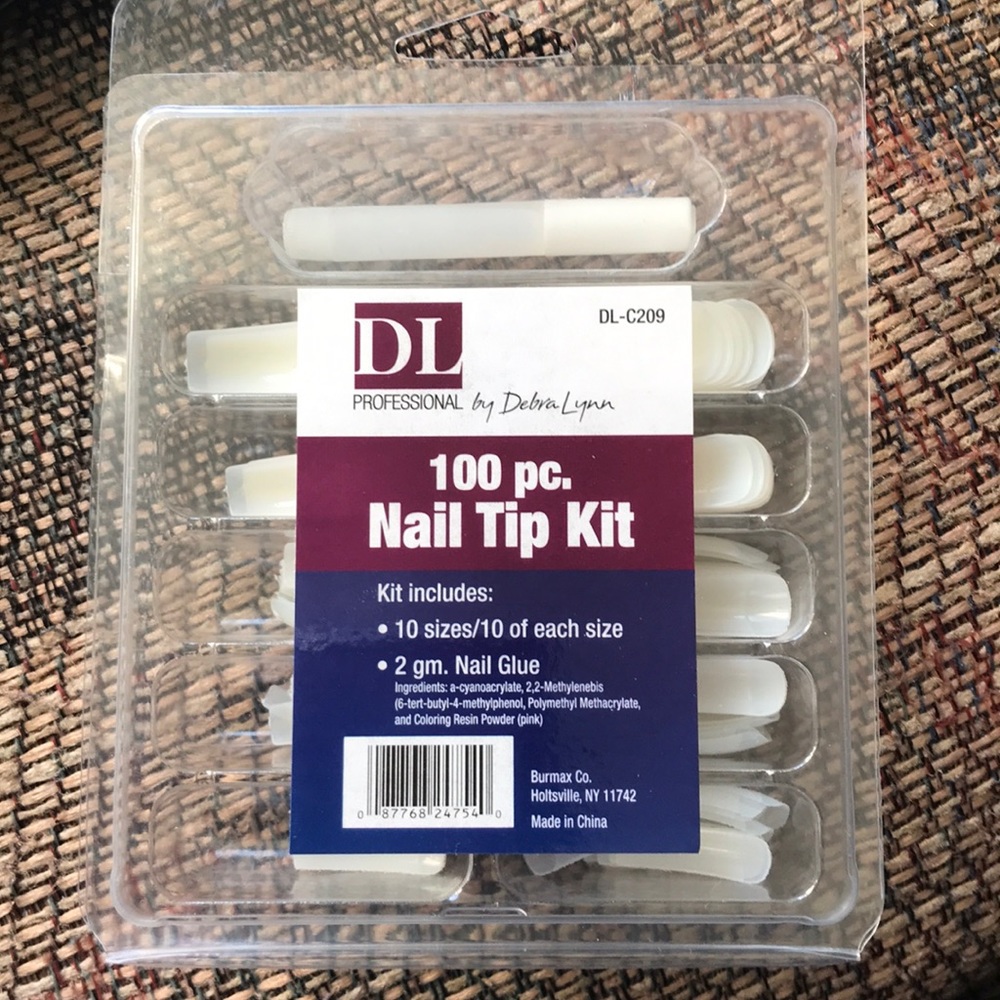 DL
DL-C209
PROFESSIONAL by Debra Lynn
100 pc.
Nail Tip Kit
Kit includes:
• 10 sizes/10 of each size
• 2 gm. Nail Glue
Ingredients: a-cyanoacrylate, 2,2-Methylenebis
(6-tert-butyl-4-methylphenol, Polymethyl Methacrylate,
and Coloring Resin Powder (pink)
0 87768 24754 0
Burmax Co.
Holtsville, NY 11742
Made in China